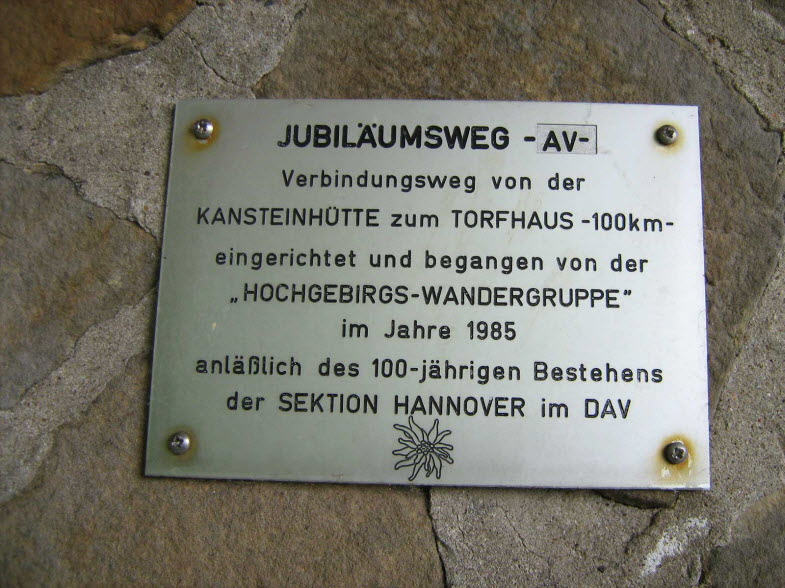 JUBILÄUMSWEG -AV-
Verbindungsweg von der
KANSTEINHÜTTE zum TORFHAUS -100km-
eingerichtet und begangen von der
„HOCHGEBIRGS-WANDERGRUPPE"
im Jahre 1985
anläßlich des 100-jährigen Bestehens
der SEKTION HANNOVER im DAV